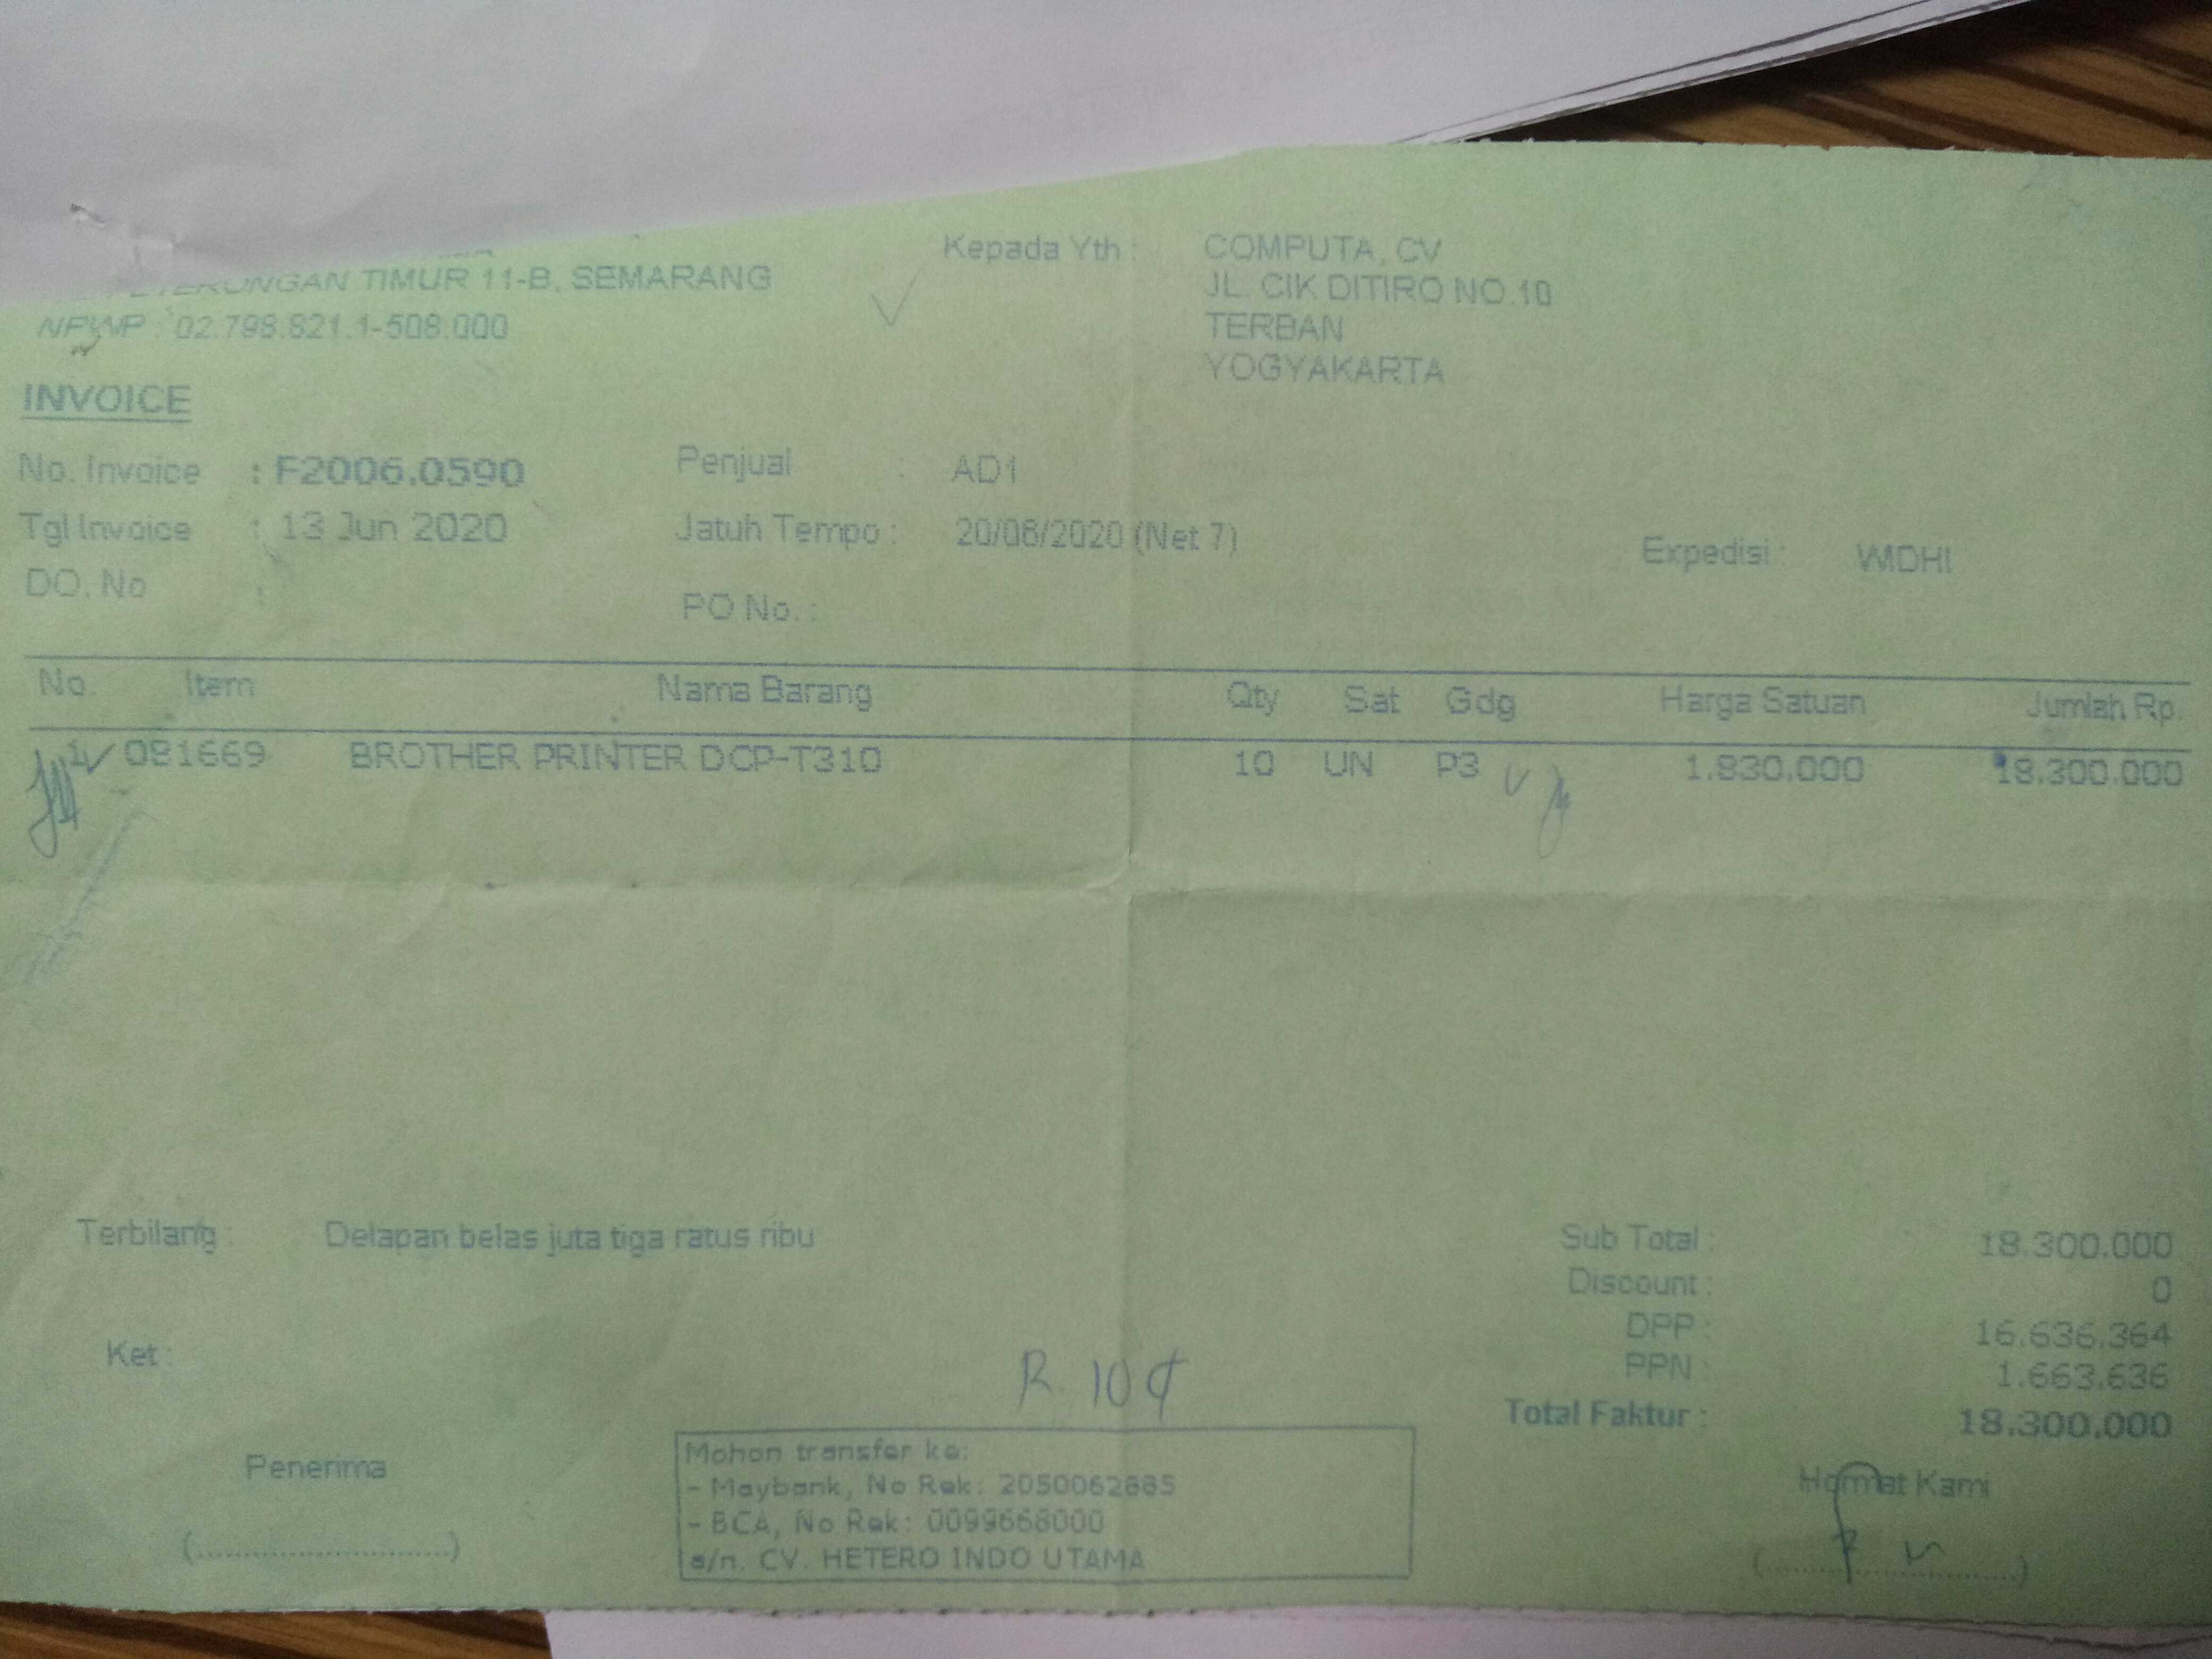 TIMUR 11-B, SEMARANG
NPWP : 02.798.821.1-508.000
Kepada Yth : COMPUTA, CV
JL. CIK DITIRO NO.10
TERBAN
YOGYAKARTA
INVOICE
No. Invoice : F2006.0590 Penjual : AD1
Tgl Invoice : 13 Jun 2020 Jatuh Tempo : 20/06/2020 (Net 7) Expedisi : WIDHI
DO. No : PO No. :
No. Item Nama Barang Qty Sat Gdg Harga Satuan Jumlah Rp.
1 081669 BROTHER PRINTER DCP-T310 10 UN P3 1.830.000 18.300.000
Terbilang : Delapan belas juta tiga ratus ribu
Sub Total : 18.300.000
Discount : 0
DPP : 16.636.364
PPN : 1.663.636
Total Faktur : 18.300.000
Ket :
Penerima
(..........................)
Mohon transfer ke:
- Maybank, No Rek: 2050062885
- BCA, No Rek: 0099668000
a/n. CV. HETERO INDO UTAMA
Hormat Kami
(..........................)